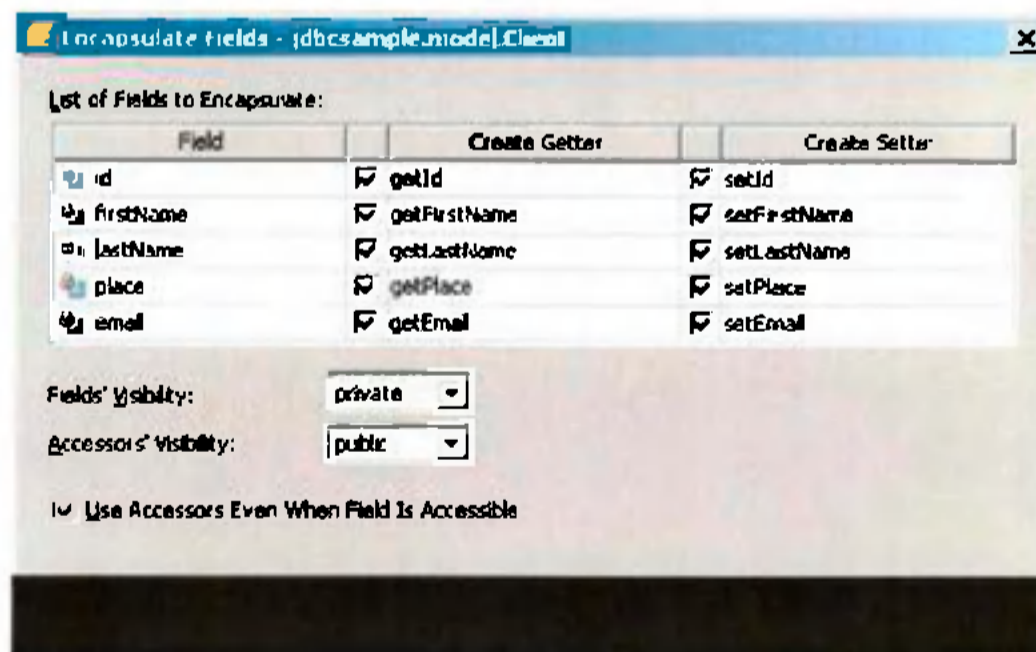 Encapsulate Fields - jdbcsample.model.Client
List of Fields to Encapsulate:
Field Create Getter Create Setter
id getId setId
firstName getFirstName setFirstName
lastName getLastName setLastName
place getPlace setPlace
email getEmail setEmail
Fields' Visibility: private
Accessors' Visibility: public
Use Accessors Even When Field Is Accessible